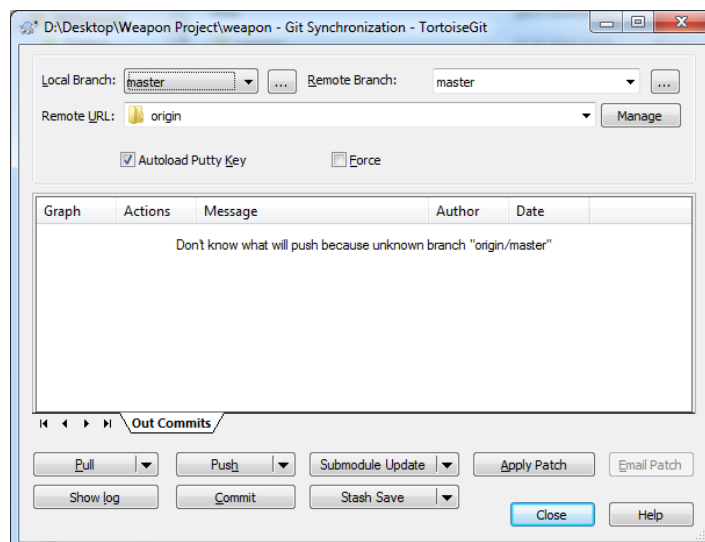 D:\Desktop\Weapon Project\weapon - Git Synchronization - TortoiseGit
Local Branch: master ... Remote Branch: master ...
Remote URL: origin Manage
Autoload Putty Key Force
Graph Actions Message Author Date
Don't know what will push because unknown branch "origin/master"
Out Commits
Pull Push Submodule Update Apply Patch Email Patch
Show log Commit Stash Save
Close Help